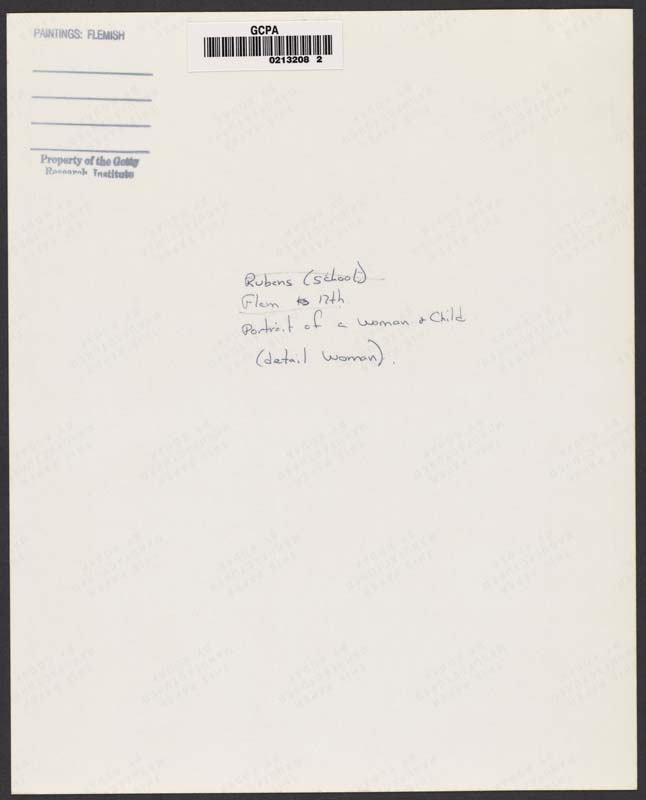 PAINTINGS: FLEMISH
GCPA
0213208 2
Property of the Getty
Research Institute
Rubens (school)
Flem 17th
Portrait of a Woman & Child
(detail Woman).